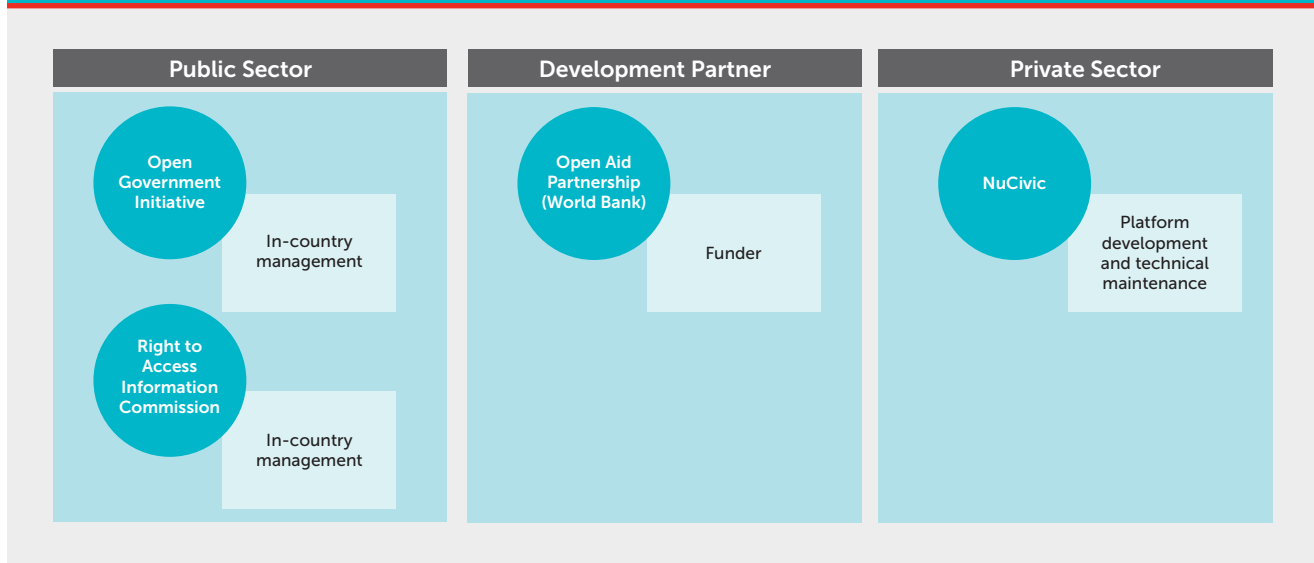 Public Sector
Open
Government
Initiative
In-country
management
Right to
Access
Information
Commission
In-country
management
Development Partner
Open Aid
Partnership
(World Bank)
Funder
Private Sector
NuCivic
Platform
development
and technical
maintenance